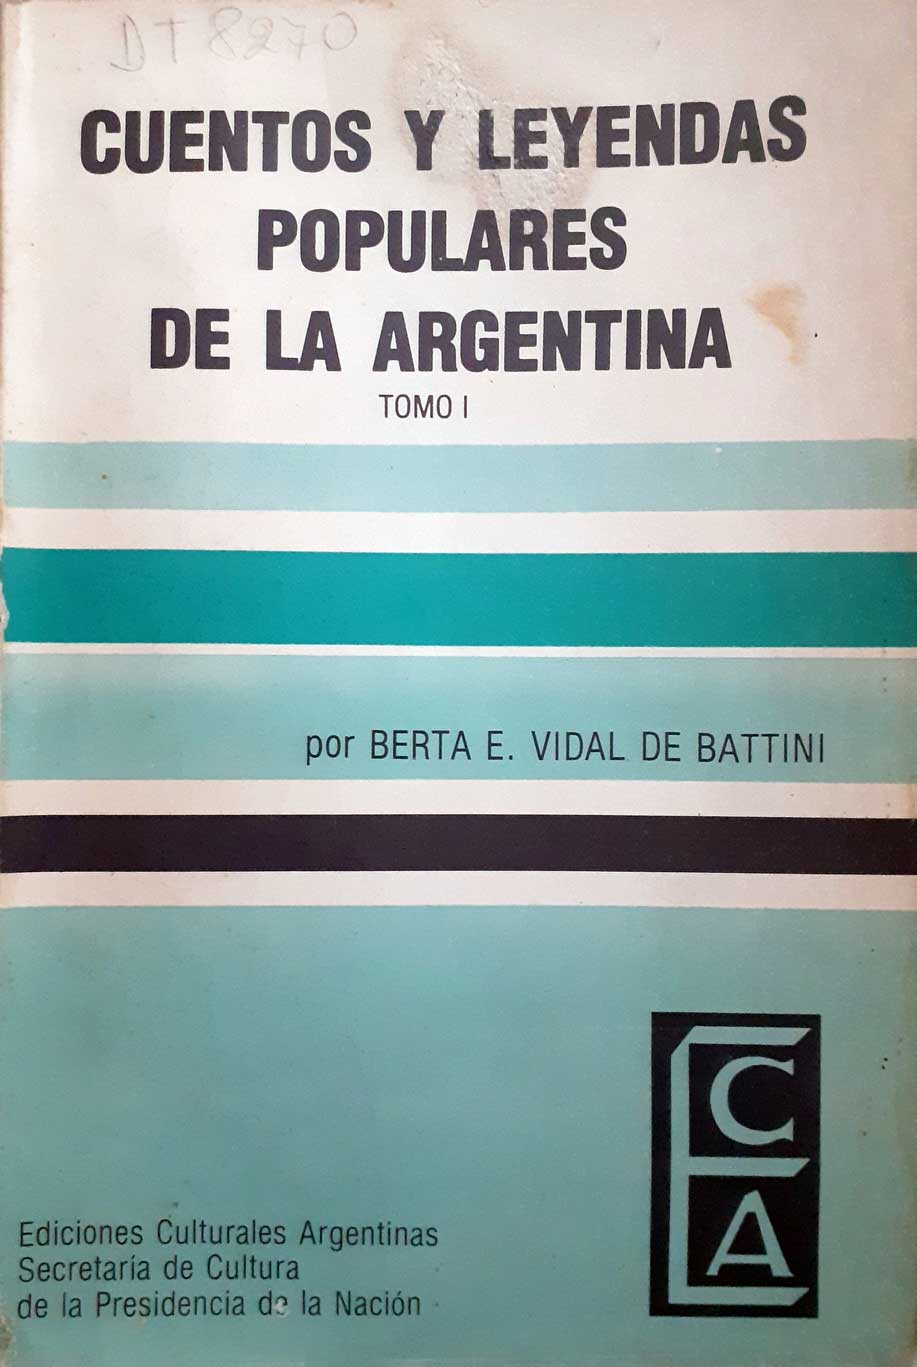 DT 8270
CUENTOS Y LEYENDAS
POPULARES
DE LA ARGENTINA
TOMO I
por BERTA E. VIDAL DE BATTINI
ECA
Ediciones Culturales Argentinas
Secretaría de Cultura
de la Presidencia de la Nación